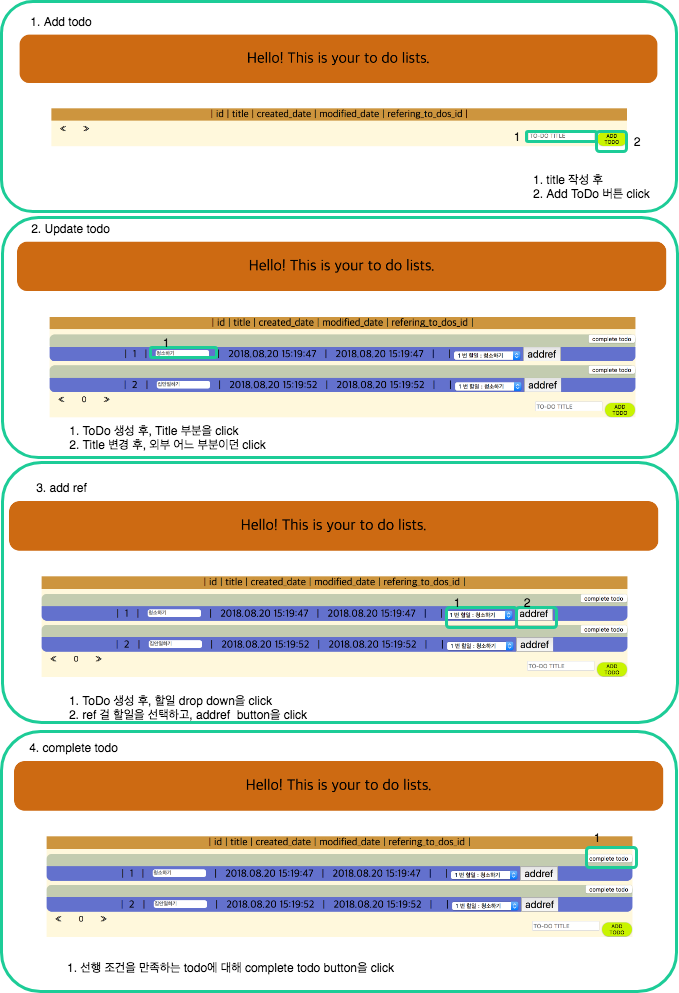 1. Add todo
Hello! This is your to do lists.
| id | title | created_date | modified_date | refering_to_dos_id |
≪ ≫
1 TO-DO TITLE ADD TODO 2
1. title 작성 후
2. Add ToDo 버튼 click
2. Update todo
Hello! This is your to do lists.
| id | title | created_date | modified_date | refering_to_dos_id |
complete todo
1
| 1 | 청소하기 | 2018.08.20 15:19:47 | 2018.08.20 15:19:47 | | 1 번 할일 : 청소하기 addref
complete todo
| 2 | 집안일하기 | 2018.08.20 15:19:52 | 2018.08.20 15:19:52 | | 1 번 할일 : 청소하기 addref
≪ 0 ≫
TO-DO TITLE ADD TODO
1. ToDo 생성 후, Title 부분을 click
2. Title 변경 후, 외부 어느 부분이던 click
3. add ref
Hello! This is your to do lists.
| id | title | created_date | modified_date | refering_to_dos_id |
complete todo
1 2
| 1 | 청소하기 | 2018.08.20 15:19:47 | 2018.08.20 15:19:47 | | 1 번 할일 : 청소하기 addref
complete todo
| 2 | 집안일하기 | 2018.08.20 15:19:52 | 2018.08.20 15:19:52 | | 1 번 할일 : 청소하기 addref
≪ 0 ≫
TO-DO TITLE ADD TODO
1. ToDo 생성 후, 할일 drop down을 click
2. ref 걸 할일을 선택하고, addref button을 click
4. complete todo
Hello! This is your to do lists.
| id | title | created_date | modified_date | refering_to_dos_id |
1
complete todo
| 1 | 청소하기 | 2018.08.20 15:19:47 | 2018.08.20 15:19:47 | | 1 번 할일 : 청소하기 addref
complete todo
| 2 | 집안일하기 | 2018.08.20 15:19:52 | 2018.08.20 15:19:52 | | 1 번 할일 : 청소하기 addref
≪ 0 ≫
TO-DO TITLE ADD TODO
1. 선행 조건을 만족하는 todo에 대해 complete todo button을 click